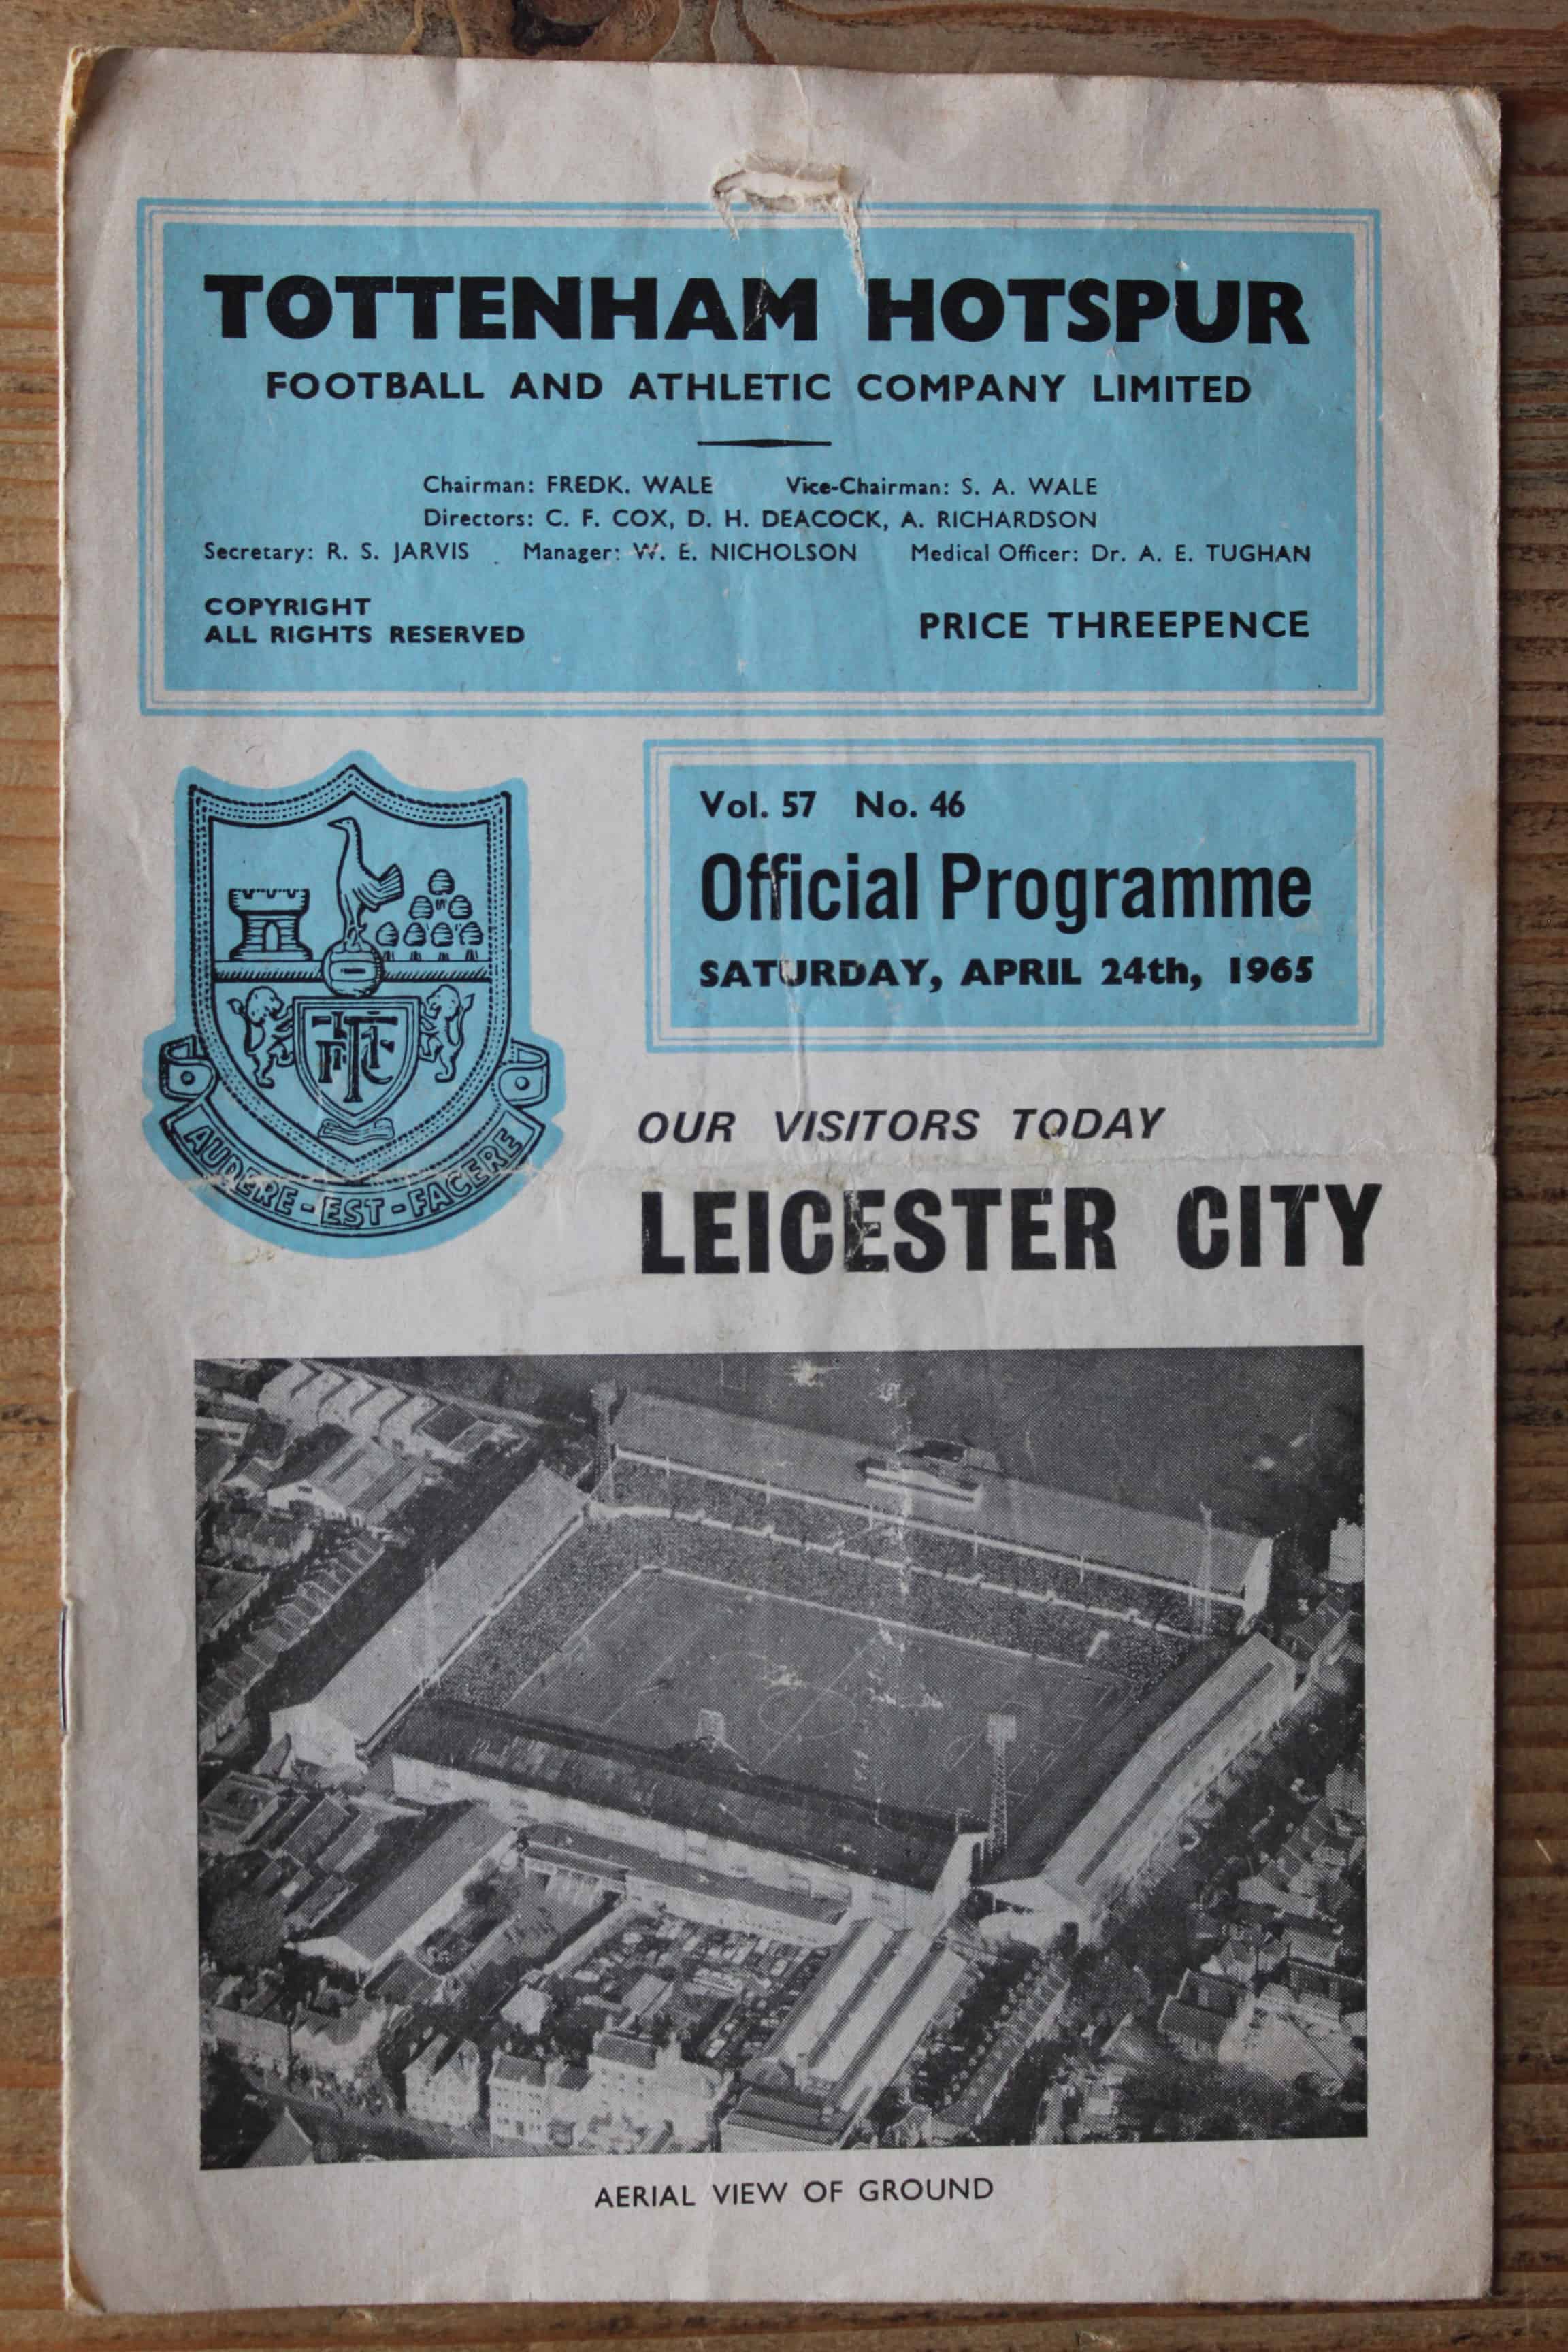 TOTTENHAM HOTSPUR
FOOTBALL AND ATHLETIC COMPANY LIMITED
Chairman: FREDK. WALE Vice-Chairman: S. A. WALE
Directors: C. F. COX, D. H. DEACOCK, A. RICHARDSON
Secretary: R. S. JARVIS Manager: W. E. NICHOLSON Medical Officer: Dr. A. E. TUGHAN
COPYRIGHT
ALL RIGHTS RESERVED
PRICE THREEPENCE
Vol. 57 No. 46
Official Programme
SATURDAY, APRIL 24th, 1965
AUDERE-EST-FACERE
OUR VISITORS TODAY
LEICESTER CITY
AERIAL VIEW OF GROUND